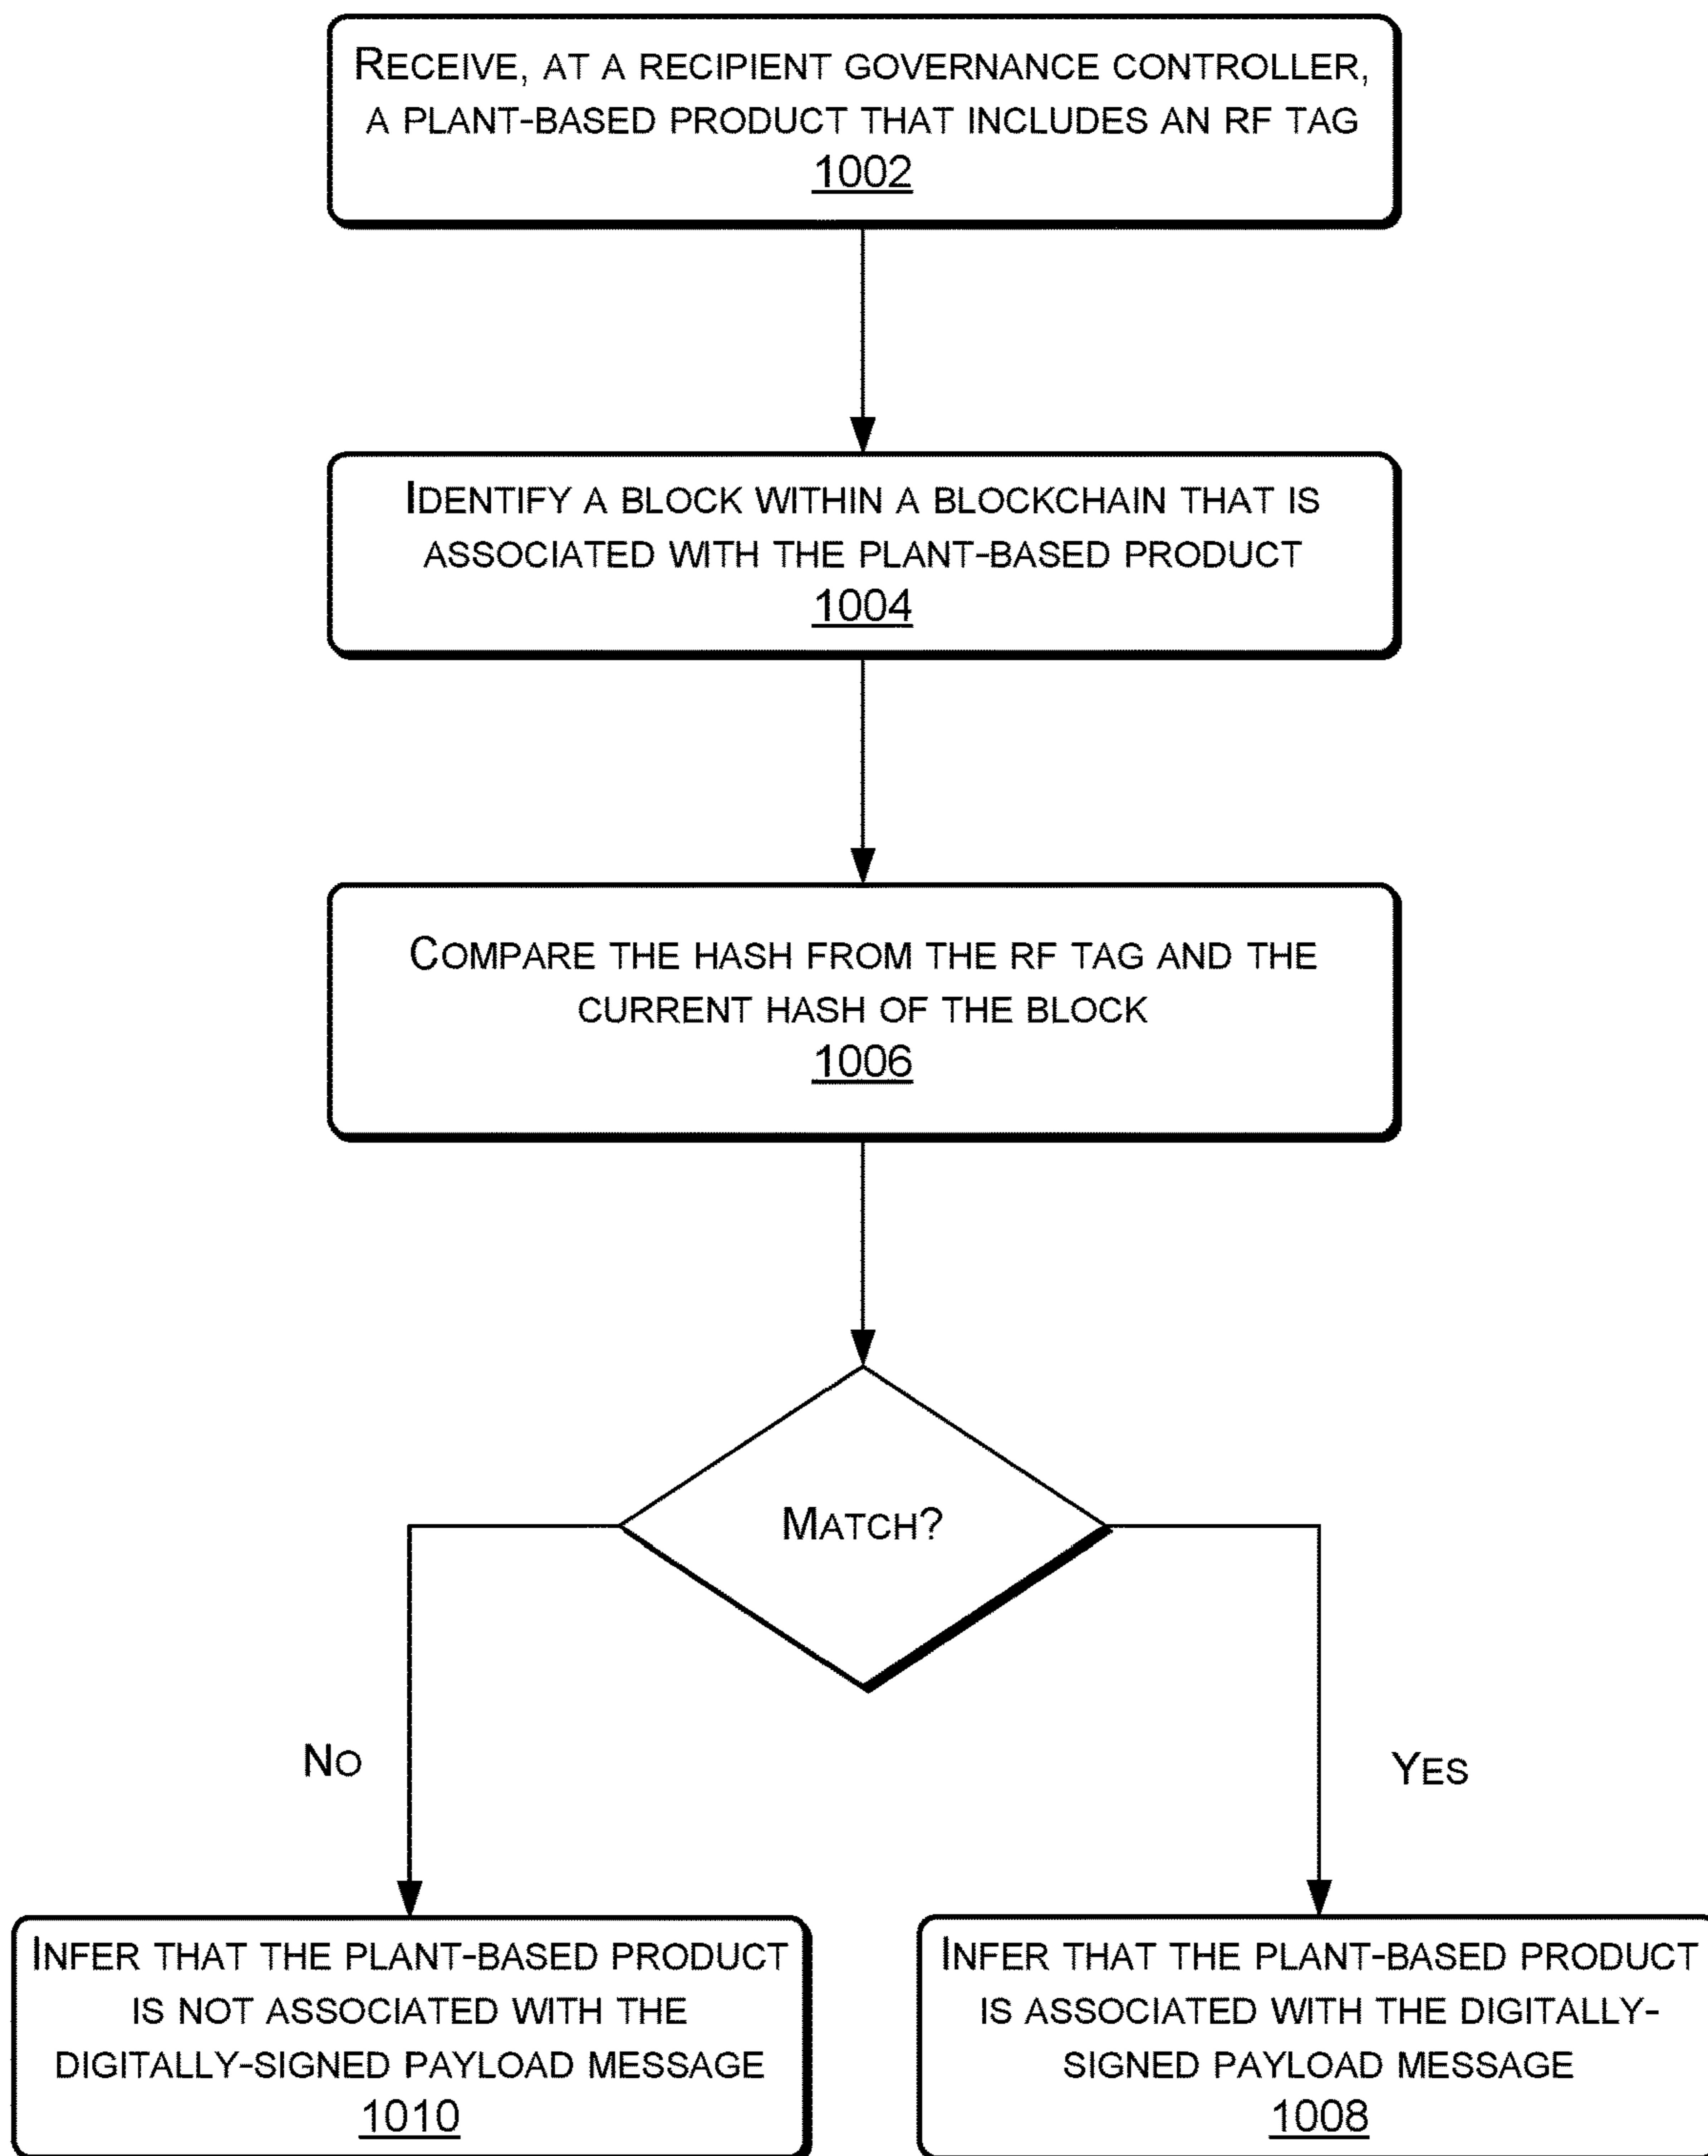 RECEIVE, AT A RECIPIENT GOVERNANCE CONTROLLER,
A PLANT-BASED PRODUCT THAT INCLUDES AN RF TAG
1002
IDENTIFY A BLOCK WITHIN A BLOCKCHAIN THAT IS
ASSOCIATED WITH THE PLANT-BASED PRODUCT
1004
COMPARE THE HASH FROM THE RF TAG AND THE
CURRENT HASH OF THE BLOCK
1006
MATCH?
NO
YES
INFER THAT THE PLANT-BASED PRODUCT
IS NOT ASSOCIATED WITH THE
DIGITALLY-SIGNED PAYLOAD MESSAGE
1010
INFER THAT THE PLANT-BASED PRODUCT
IS ASSOCIATED WITH THE DIGITALLY-
SIGNED PAYLOAD MESSAGE
1008